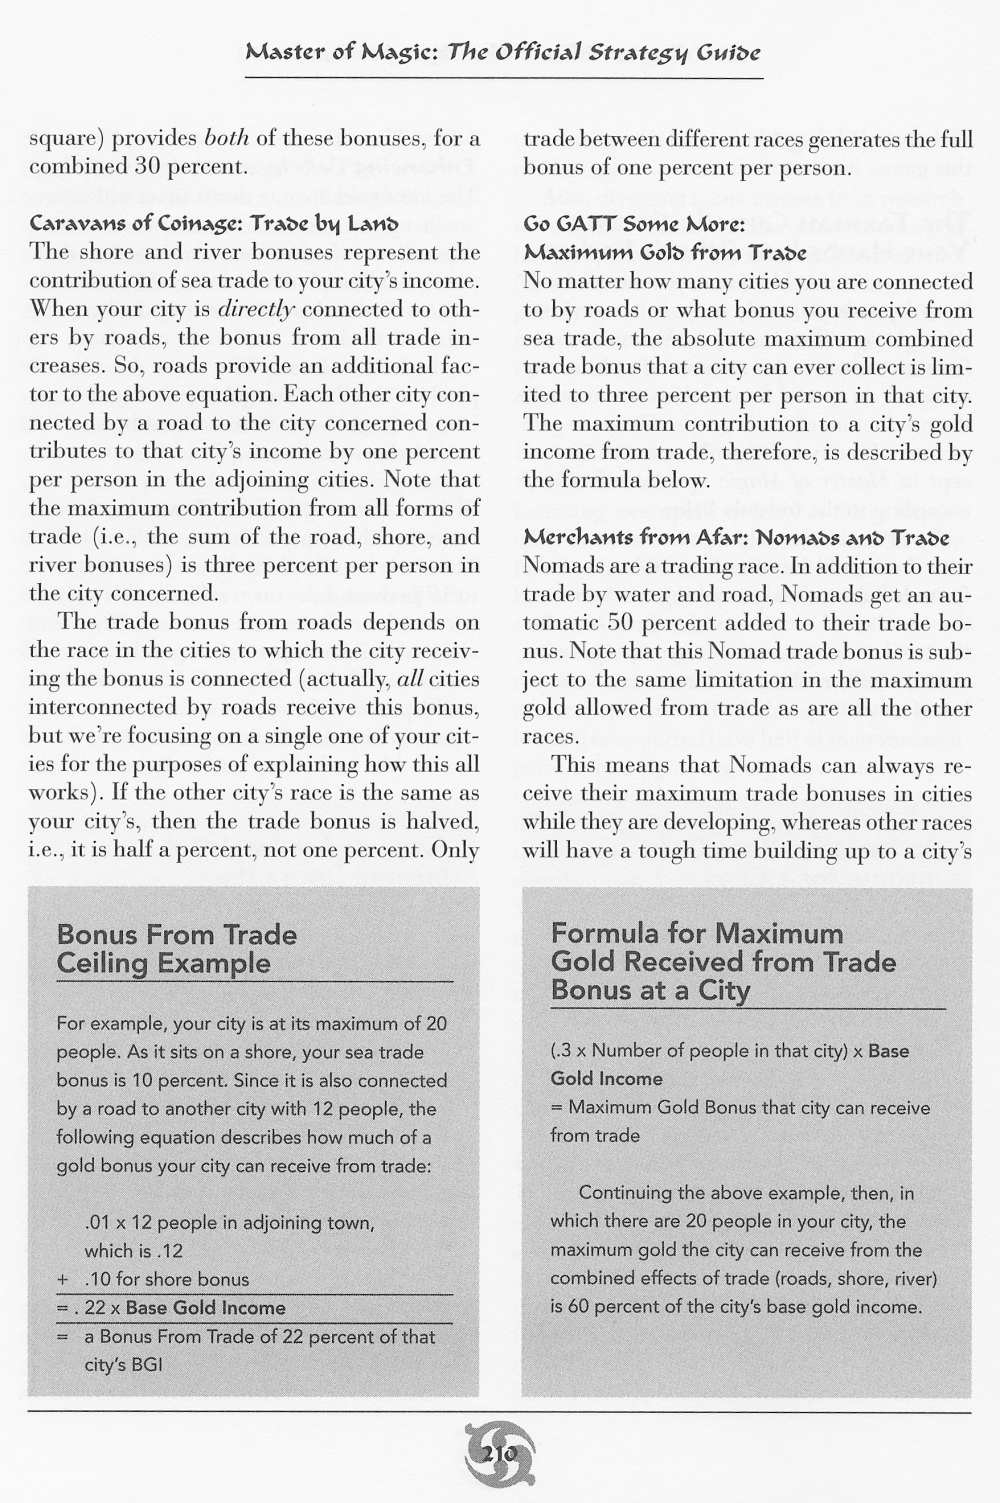 Master of Magic: The Official Strategy Guide
square) provides both of these bonuses, for a
combined 30 percent.
Caravans of Coinage: Trade by Land
The shore and river bonuses represent the
contribution of sea trade to your city's income.
When your city is directly connected to oth-
ers by roads, the bonus from all trade in-
creases. So, roads provide an additional fac-
tor to the above equation. Each other city con-
nected by a road to the city concerned con-
tributes to that city's income by one percent
per person in the adjoining cities. Note that
the maximum contribution from all forms of
trade (i.e., the sum of the road, shore, and
river bonuses) is three percent per person in
the city concerned.
The trade bonus from roads depends on
the race in the cities to which the city receiv-
ing the bonus is connected (actually, all cities
interconnected by roads receive this bonus,
but we're focusing on a single one of your cit-
ies for the purposes of explaining how this all
works). If the other city's race is the same as
your city's, then the trade bonus is halved,
i.e., it is half a percent, not one percent. Only
trade between different races generates the full
bonus of one percent per person.
Go GATT Some More:
Maximum Gold from Trade
No matter how many cities you are connected
to by roads or what bonus you receive from
sea trade, the absolute maximum combined
trade bonus that a city can ever collect is lim-
ited to three percent per person in that city.
The maximum contribution to a city's gold
income from trade, therefore, is described by
the formula below.
Merchants from Afar: Nomads and Trade
Nomads are a trading race. In addition to their
trade by water and road, Nomads get an au-
tomatic 50 percent added to their trade bo-
nus. Note that this Nomad trade bonus is sub-
ject to the same limitation in the maximum
gold allowed from trade as are all the other
races.
This means that Nomads can always re-
ceive their maximum trade bonuses in cities
while they are developing, whereas other races
will have a tough time building up to a city's
Bonus From Trade
Ceiling Example
For example, your city is at its maximum of 20
people. As it sits on a shore, your sea trade
bonus is 10 percent. Since it is also connected
by a road to another city with 12 people, the
following equation describes how much of a
gold bonus your city can receive from trade:
.01 x 12 people in adjoining town,
which is .12
+ .10 for shore bonus
= . 22 x Base Gold Income
= a Bonus From Trade of 22 percent of that
city's BGI
Formula for Maximum
Gold Received from Trade
Bonus at a City
(.3 x Number of people in that city) x Base
Gold Income
= Maximum Gold Bonus that city can receive
from trade
Continuing the above example, then, in
which there are 20 people in your city, the
maximum gold the city can receive from the
combined effects of trade (roads, shore, river)
is 60 percent of the city's base gold income.
210